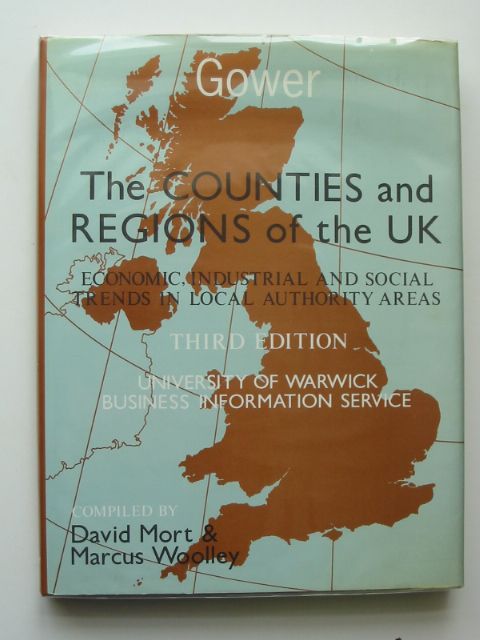 Gower
The COUNTIES and
REGIONS of the UK
ECONOMIC, INDUSTRIAL AND SOCIAL
TRENDS IN LOCAL AUTHORITY AREAS
THIRD EDITION
UNIVERSITY OF WARWICK
BUSINESS INFORMATION SERVICE
COMPILED BY
David Mort &
Marcus Woolley